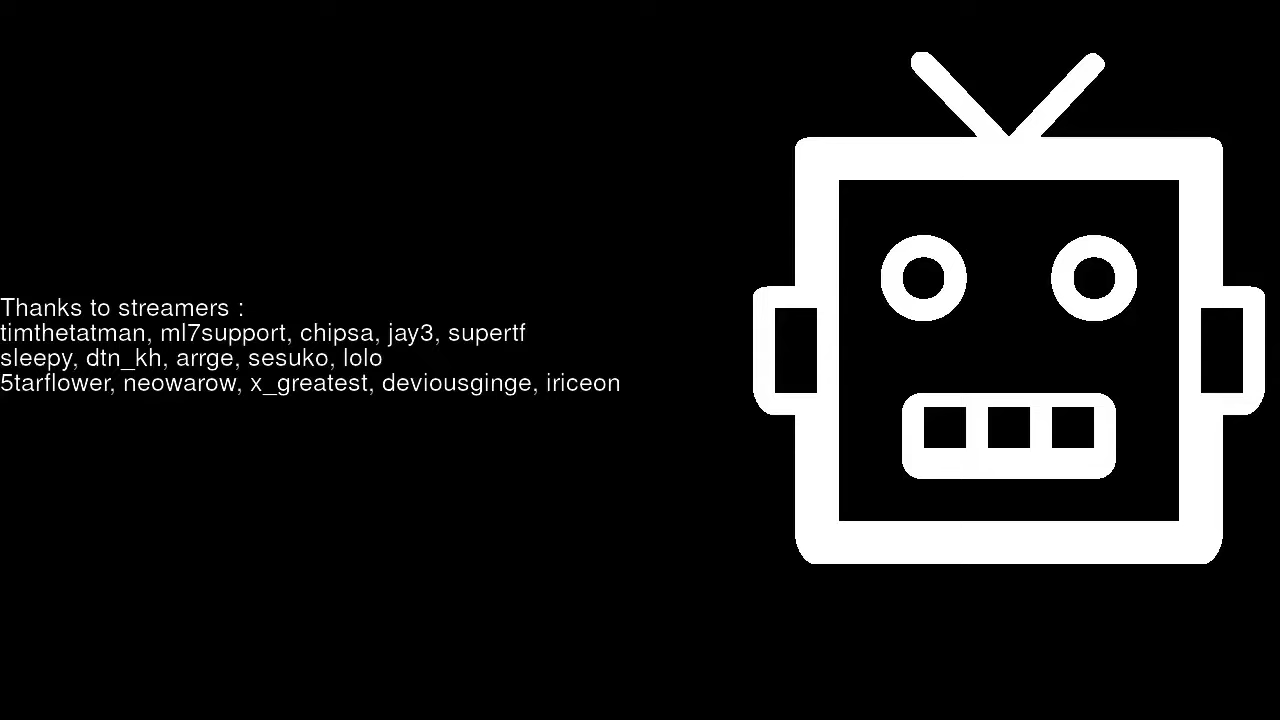 Thanks to streamers :
timthetatman, ml7support, chipsa, jay3, supertf
sleepy, dtn_kh, arrge, sesuko, lolo
5tarflower, neowarow, x_greatest, deviousginge, iriceon